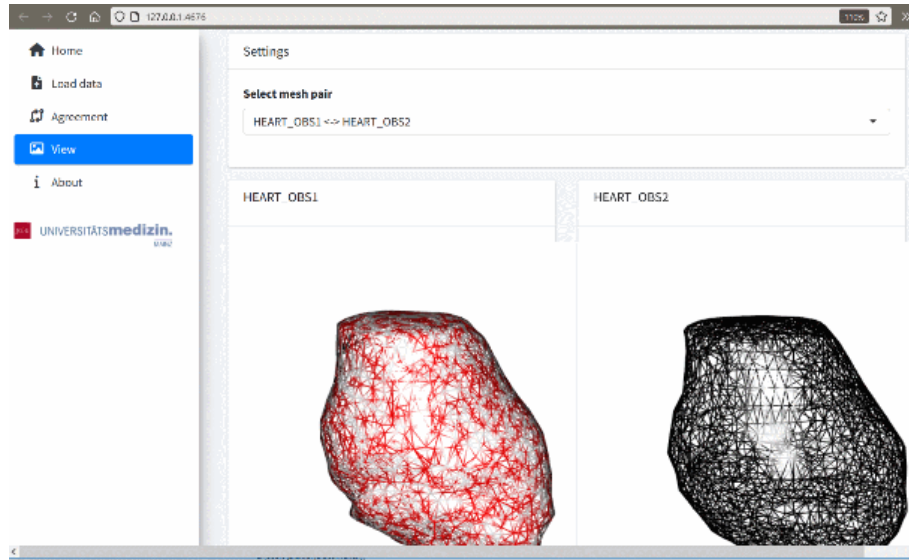 127.0.0.1:4676
110%
Home
Load data
Agreement
View
About
UNIVERSITÄTSmedizin.
Settings
Select mesh pair
HEART_OBS1 <-> HEART_OBS2
HEART_OBS1
HEART_OBS2